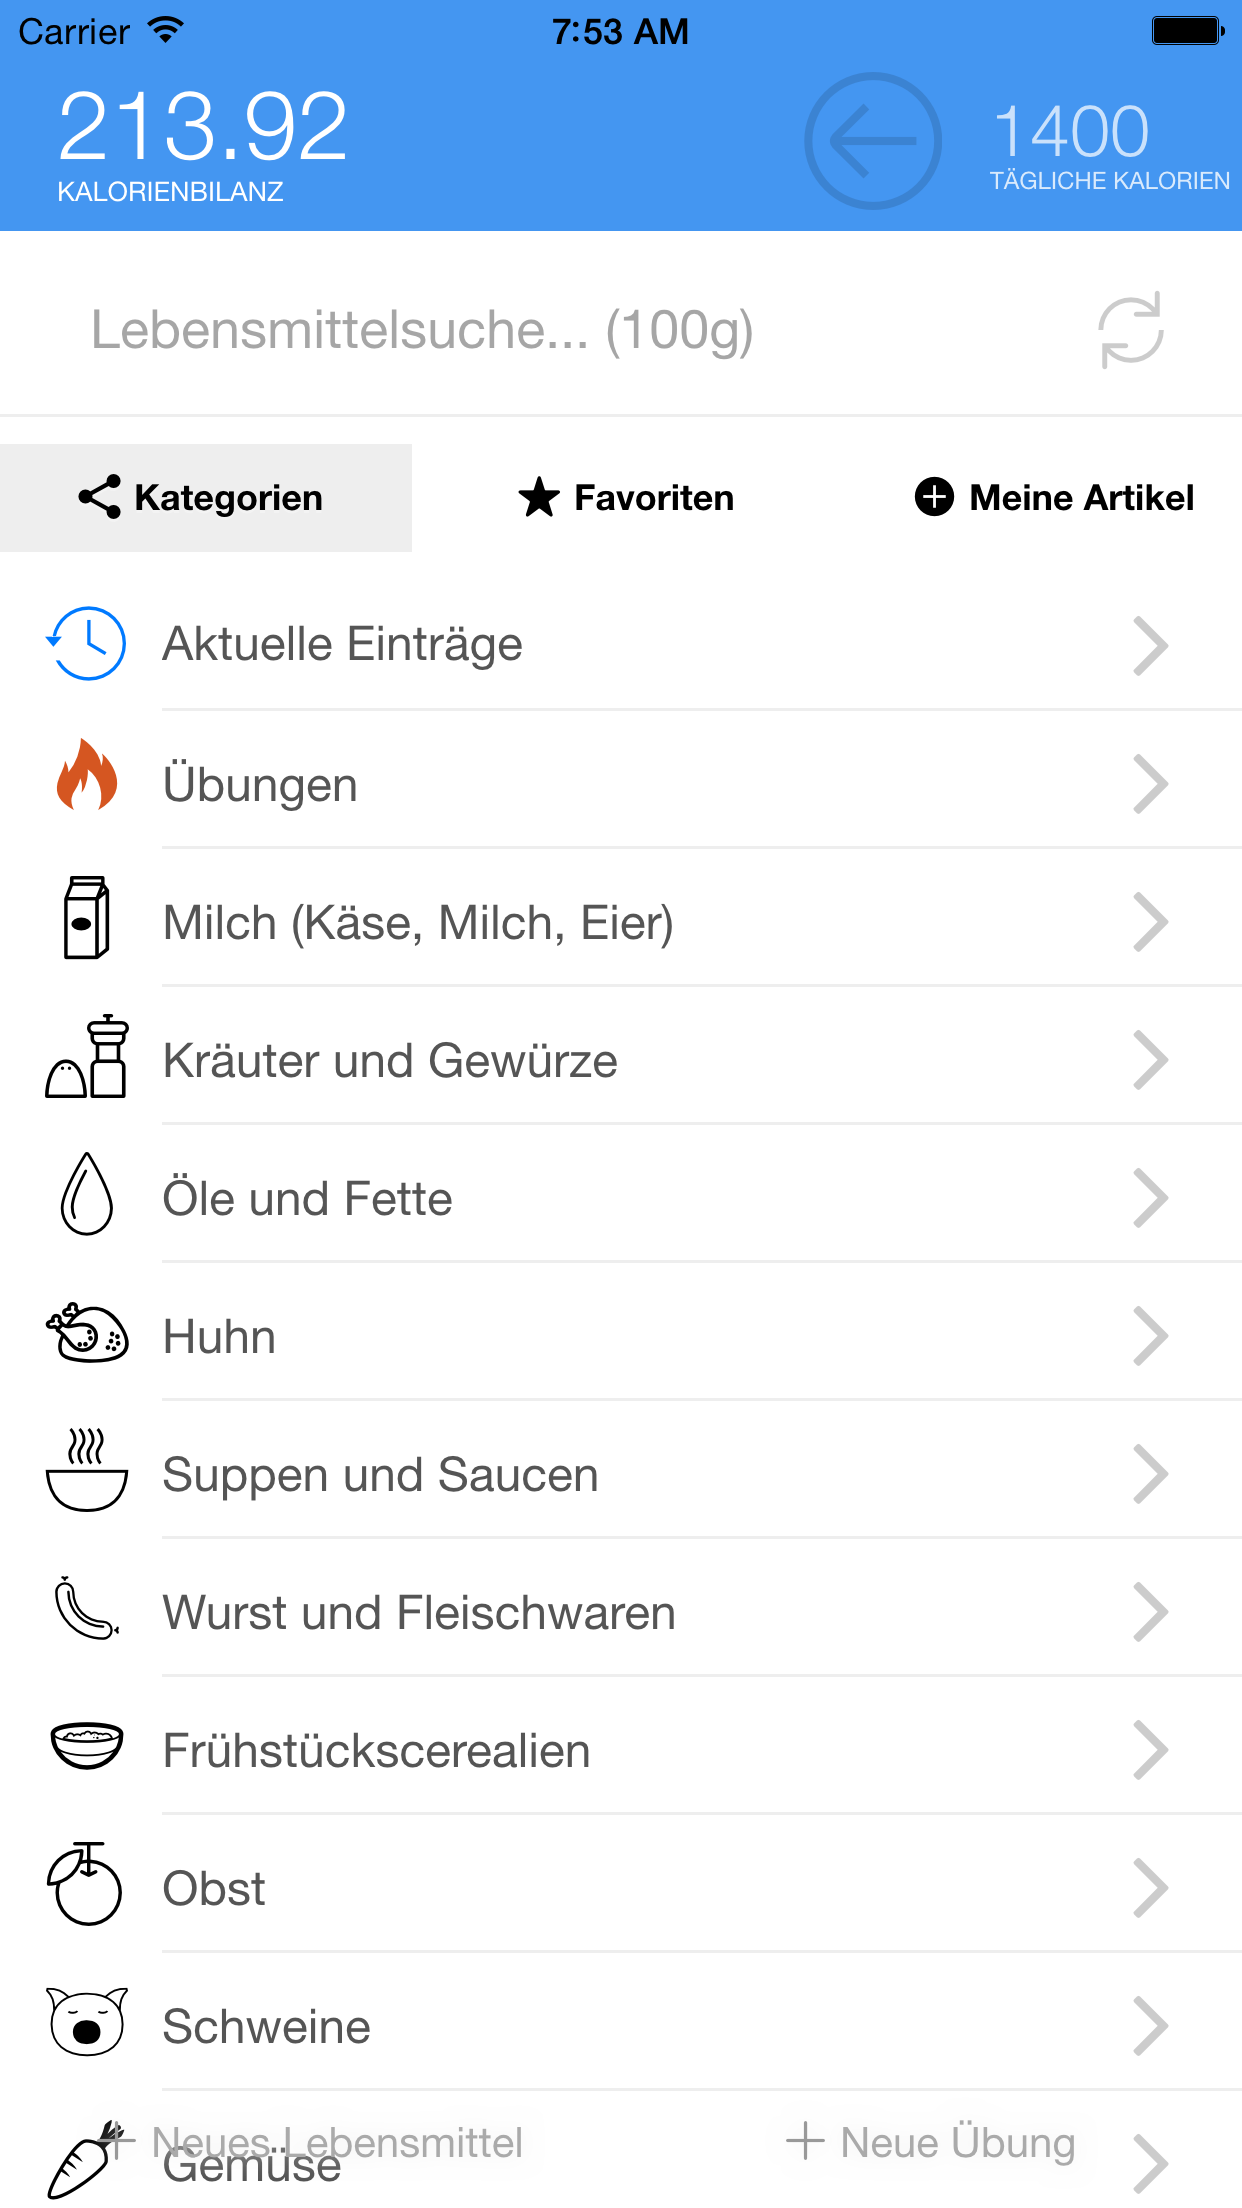 Carrier 7:53 AM
213.92
1400
KALORIENBILANZ
TÄGLICHE KALORIEN
Lebensmittelsuche... (100g)
Kategorien Favoriten Meine Artikel
Aktuelle Einträge
Übungen
Milch (Käse, Milch, Eier)
Kräuter und Gewürze
Öle und Fette
Huhn
Suppen und Saucen
Wurst und Fleischwaren
Frühstückscerealien
Obst
Schweine
Neues Lebensmittel Neue Übung
Gemüse